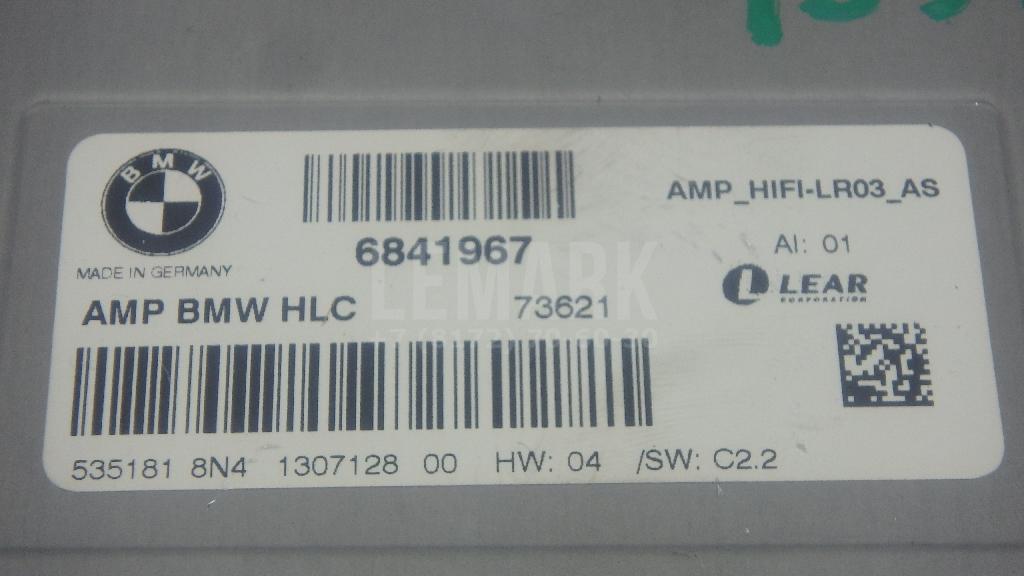 BMW
AMP_HIFI-LR03_AS
6841967
AI: 01
MADE IN GERMANY
LEAR
CORPORATION
AMP BMW HLC 73621
LEMARK
535181 8N4 1307128 00 HW: 04 /SW: C2.2